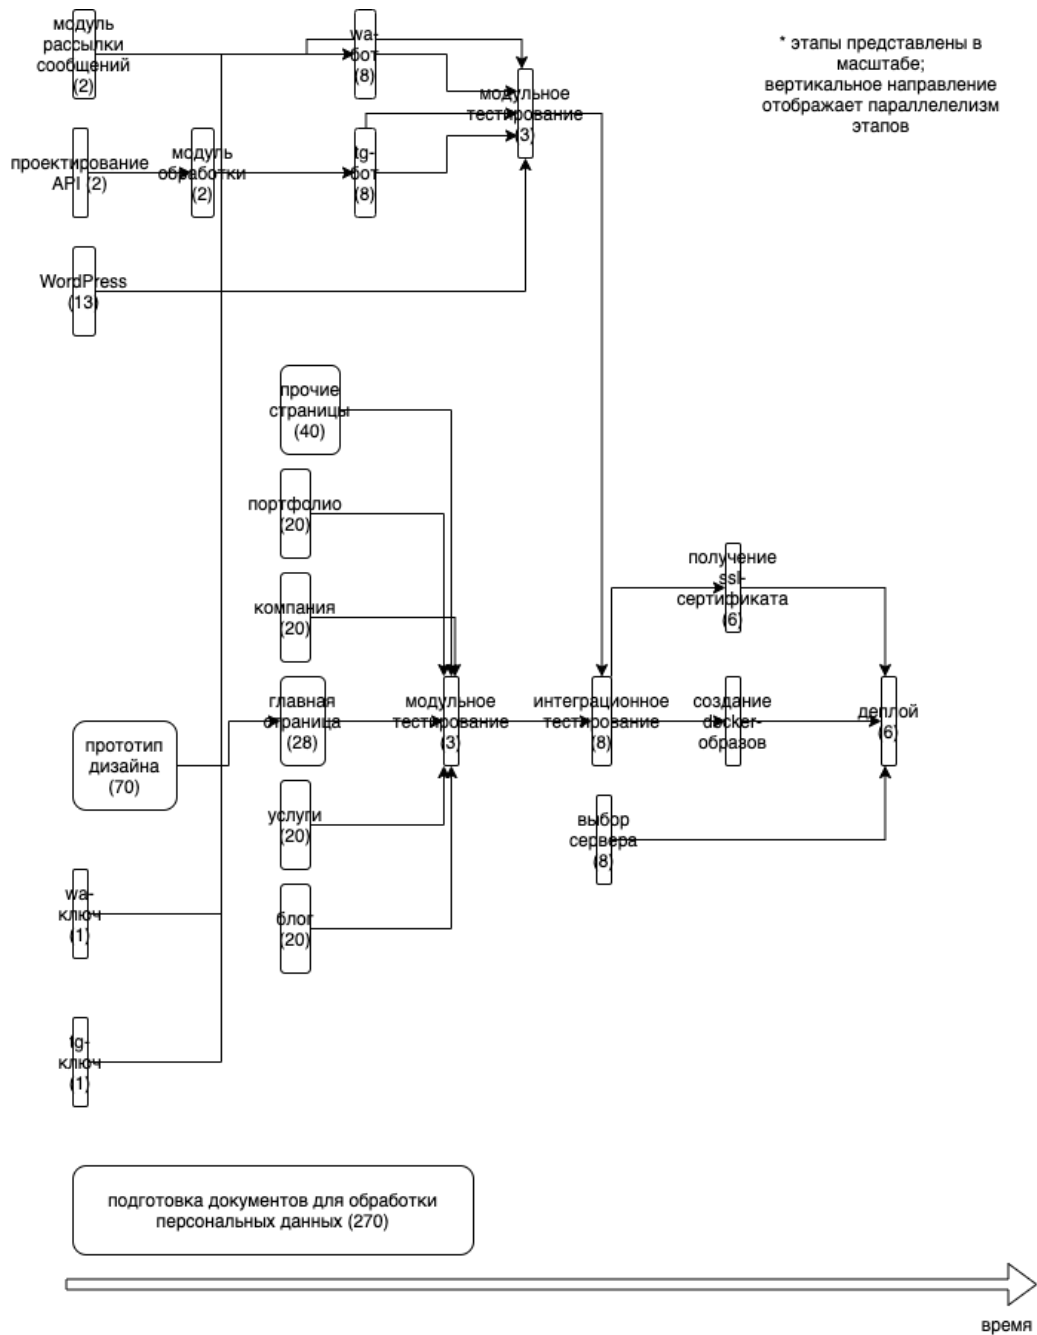 модуль
рассылки
сообщений
(2)
wa-
бот
(8)
* этапы представлены в
масштабе;
вертикальное направление
отображает параллелелизм
этапов
модульное
тестирование
(3)
проектирование
API (2)
модуль
обработки
(2)
tg-
бот
(8)
WordPress
(13)
прочие
страницы
(40)
портфолио
(20)
компания
(20)
получение
ssl-
сертификата
(6)
прототип
дизайна
(70)
главная
страница
(28)
модульное
тестирование
(3)
интеграционное
тестирование
(8)
создание
docker-
образов
деплой
(6)
услуги
(20)
выбор
сервера
(8)
wa-
ключ
(1)
блог
(20)
tg-
ключ
(1)
подготовка документов для обработки
персональных данных (270)
время